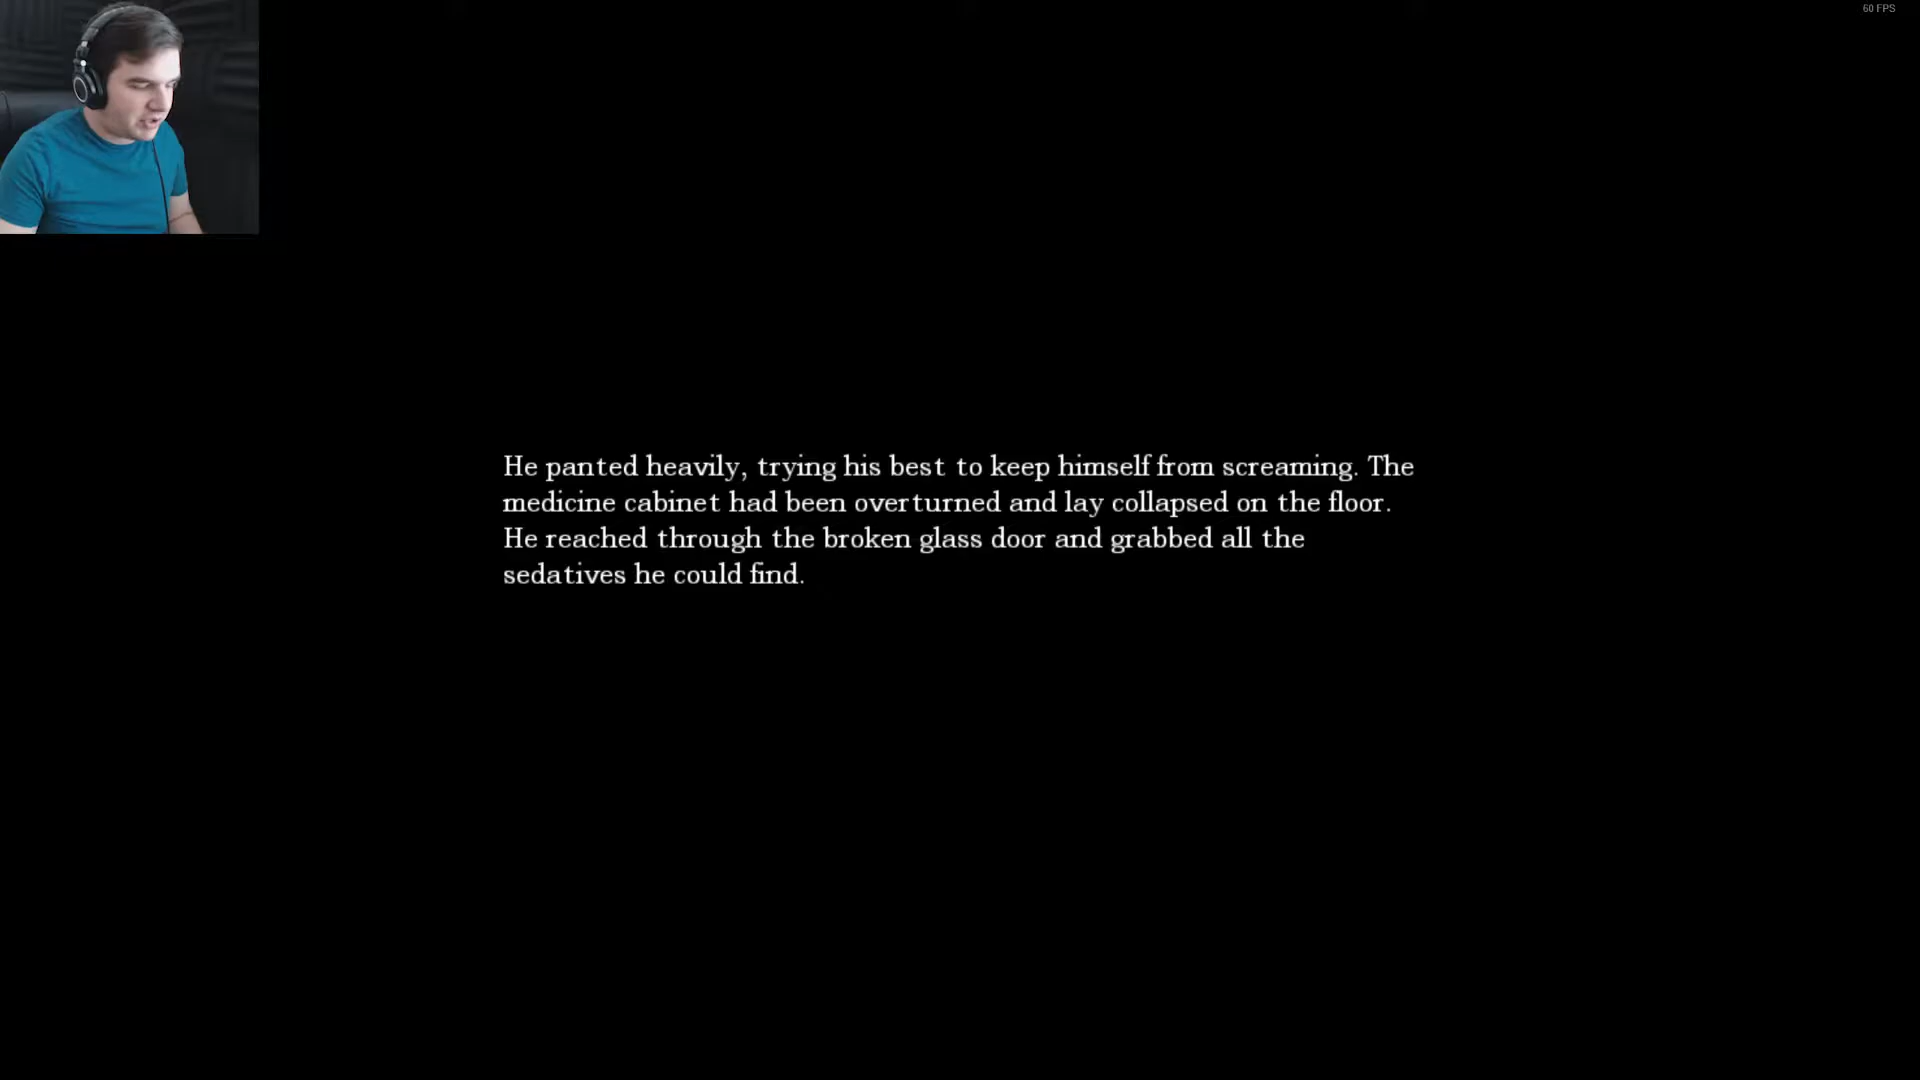 60 FPS
He panted heavily, trying his best to keep himself from screaming. The
medicine cabinet had been overturned and lay collapsed on the floor.
He reached through the broken glass door and grabbed all the
sedatives he could find.